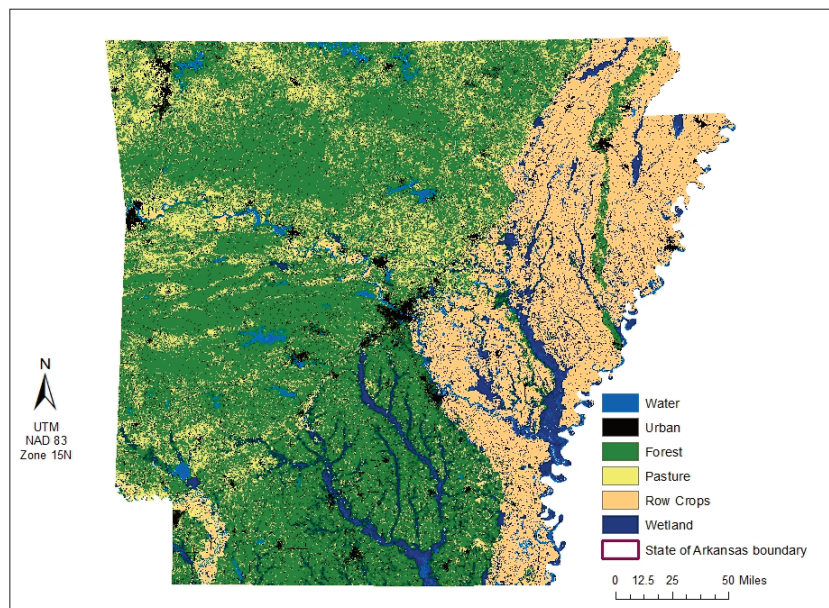 N
UTM
NAD 83
Zone 15N
Water
Urban
Forest
Pasture
Row Crops
Wetland
State of Arkansas boundary
0 12.5 25 50 Miles